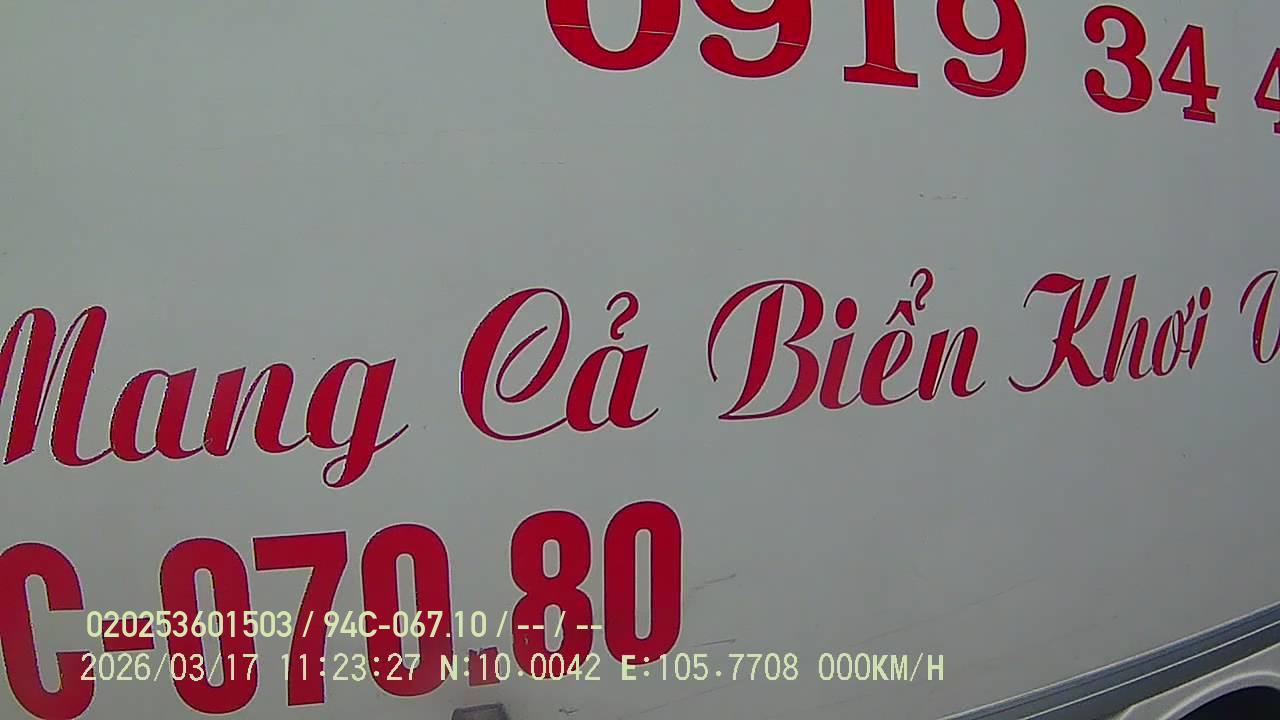 0919 34 4
Mang Cả Biển Khơi V
C-070.80
020253601503 / 94C-067.10 / -- / --
2026/03/17 11:23:27 N:10.0042 E:105.7708 000KM/H